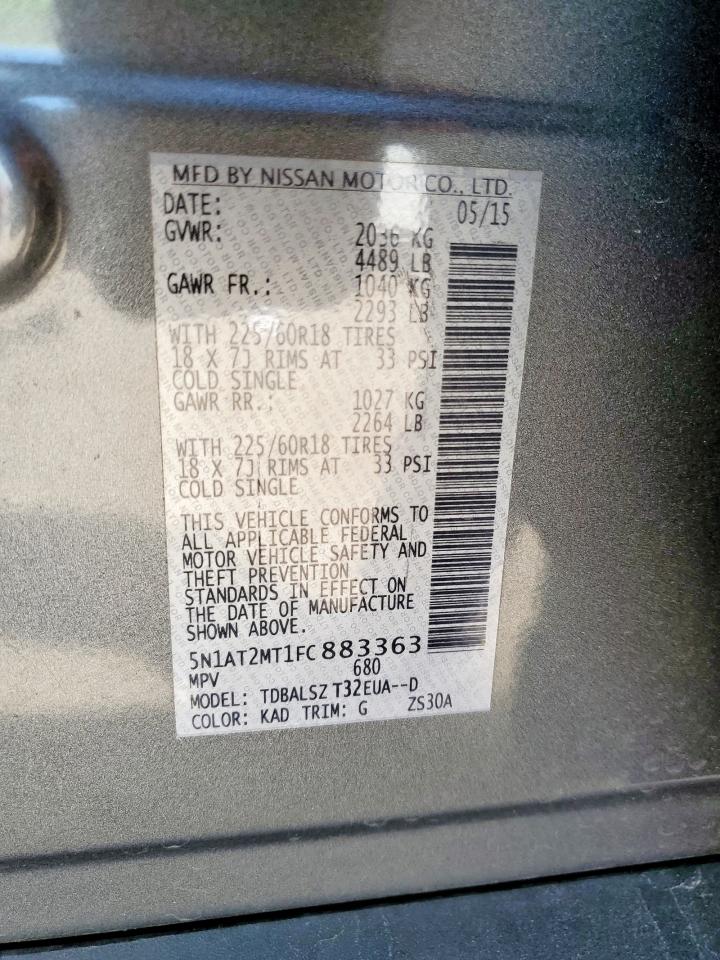 MFD BY NISSAN MOTOR CO., LTD.
DATE: 05/15
GVWR: 2036 KG
4489 LB
GAWR FR.: 1040 KG
2293 LB
WITH 225/60R18 TIRES
18 X 7J RIMS AT 33 PSI
COLD SINGLE
GAWR RR.: 1027 KG
2264 LB
WITH 225/60R18 TIRES
18 X 7J RIMS AT 33 PSI
COLD SINGLE
THIS VEHICLE CONFORMS TO
ALL APPLICABLE FEDERAL
MOTOR VEHICLE SAFETY AND
THEFT PREVENTION
STANDARDS IN EFFECT ON
THE DATE OF MANUFACTURE
SHOWN ABOVE.
5N1AT2MT1FC883363
MPV 680
MODEL: TDBALSZ T32EUA--D
COLOR: KAD TRIM: G ZS30A